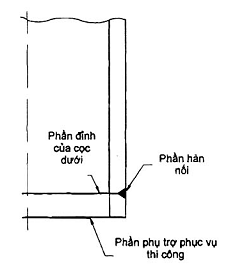 Phần đỉnh
của cọc
dưới
Phần hàn
nối
Phần phụ trợ phục vụ
thi công